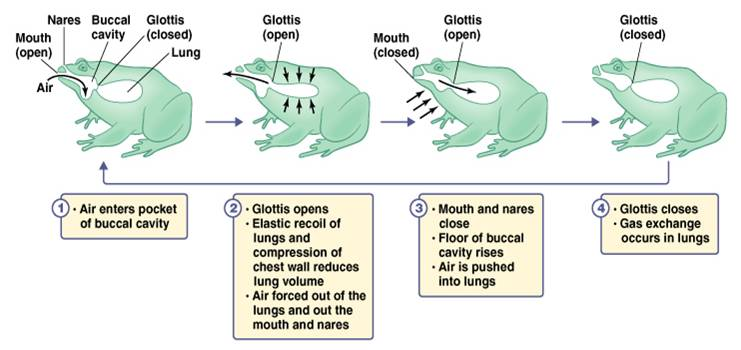 Nares
Buccal
cavity
Glottis
(closed)
Mouth
(open)
Lung
Air
Glottis
(open)
Glottis
(open)
Mouth
(closed)
Glottis
(closed)
1 • Air enters pocket
of buccal cavity
2 • Glottis opens
• Elastic recoil of
lungs and
compression of
chest wall reduces
lung volume
• Air forced out of the
lungs and out the
mouth and nares
3 • Mouth and nares
close
• Floor of buccal
cavity rises
• Air is pushed
into lungs
4 • Glottis closes
• Gas exchange
occurs in lungs